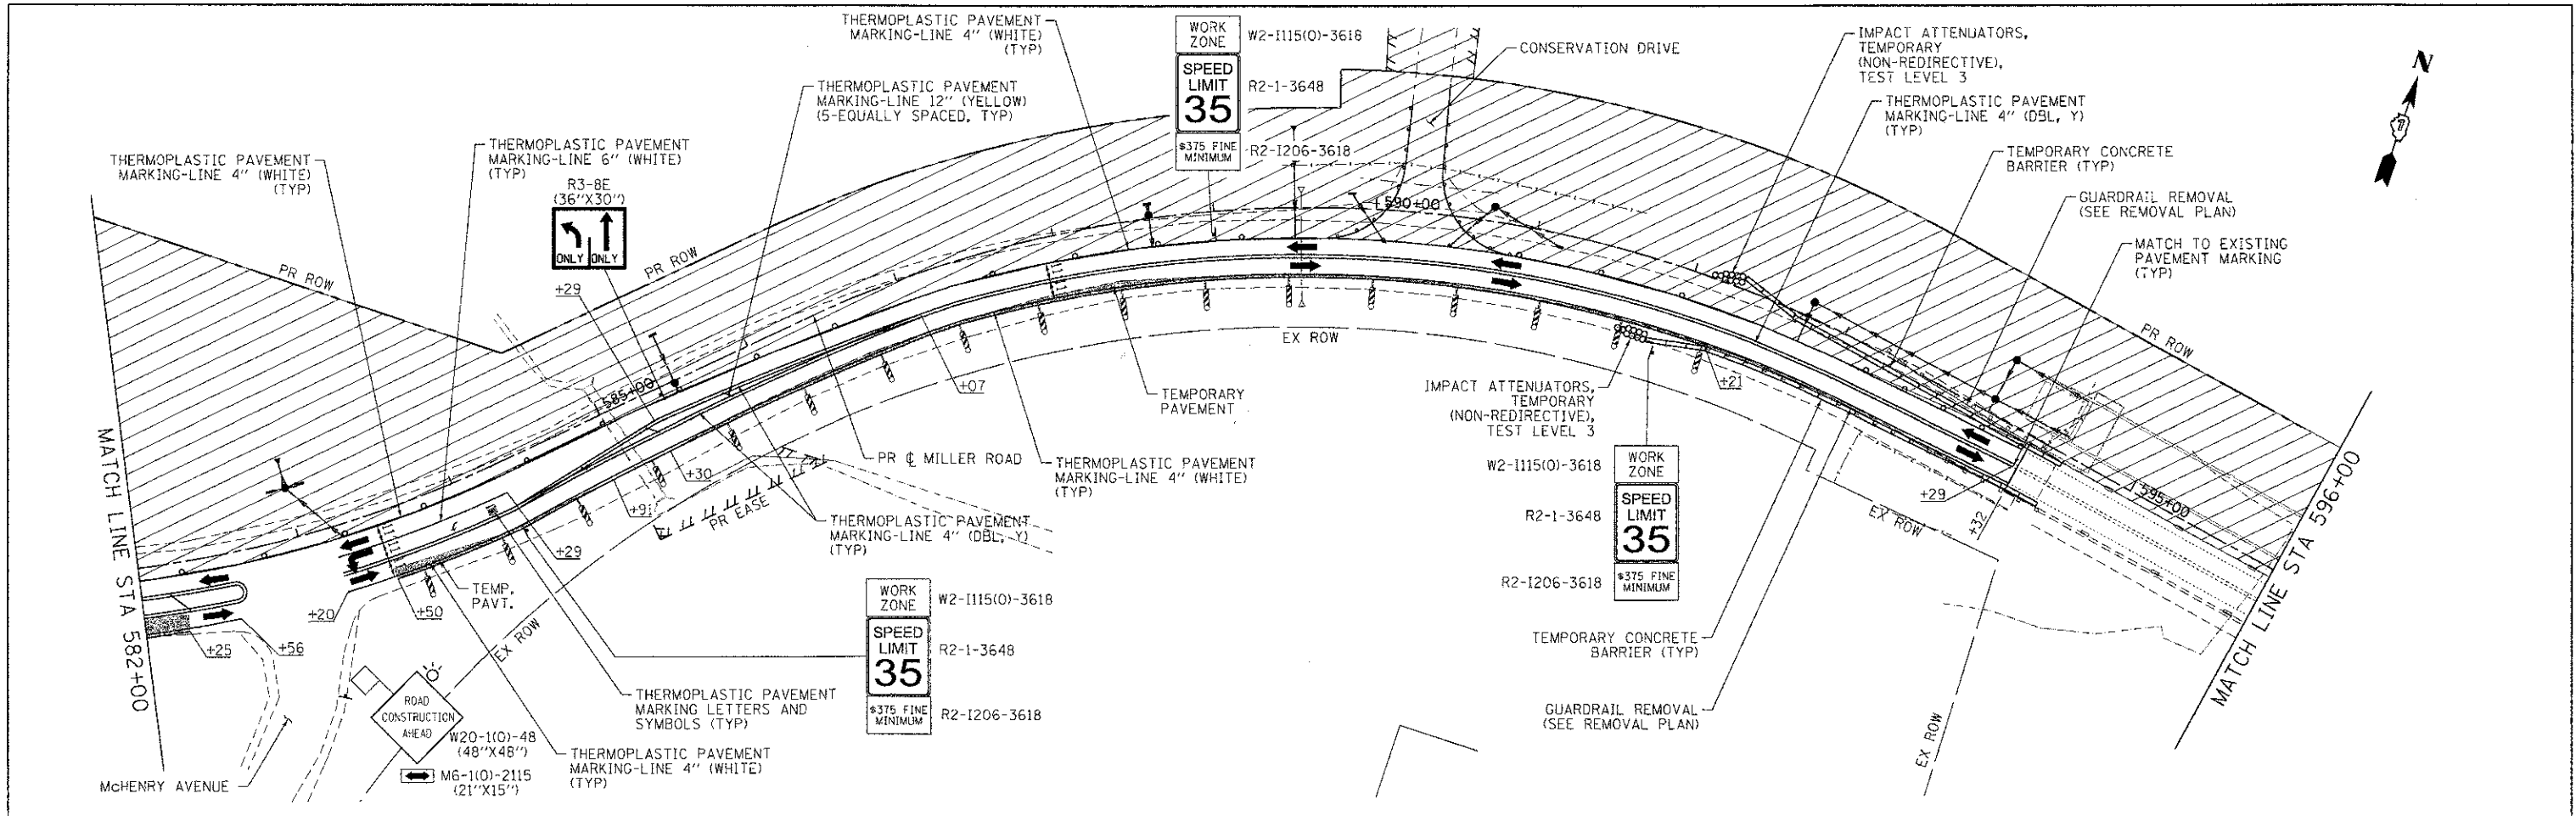 THERMOPLASTIC PAVEMENT
MARKING-LINE 4" (WHITE)
(TYP)
WORK
ZONE
W2-I115(O)-3618
SPEED
LIMIT
35
R2-1-3648
$375 FINE
MINIMUM
R2-I206-3618
CONSERVATION DRIVE
IMPACT ATTENUATORS,
TEMPORARY
(NON-REDIRECTIVE),
TEST LEVEL 3
N
THERMOPLASTIC PAVEMENT
MARKING-LINE 12" (YELLOW)
(5-EQUALLY SPACED, TYP)
THERMOPLASTIC PAVEMENT
MARKING-LINE 4" (DBL, Y)
(TYP)
THERMOPLASTIC PAVEMENT
MARKING-LINE 6" (WHITE)
(TYP)
THERMOPLASTIC PAVEMENT
MARKING-LINE 4" (WHITE)
(TYP)
TEMPORARY CONCRETE
BARRIER (TYP)
R3-8E
(36"X30")
ONLY
ONLY
GUARDRAIL REMOVAL
(SEE REMOVAL PLAN)
MATCH TO EXISTING
PAVEMENT MARKING
(TYP)
PR ROW
PR ROW
PR ROW
590+00
+29
585+00
+07
EX ROW
TEMPORARY
PAVEMENT
IMPACT ATTENUATORS,
TEMPORARY
(NON-REDIRECTIVE),
TEST LEVEL 3
+21
MATCH LINE STA 582+00
PR ℄ MILLER ROAD
THERMOPLASTIC PAVEMENT
MARKING-LINE 4" (WHITE)
(TYP)
+30
+91
PR EASE
THERMOPLASTIC PAVEMENT
MARKING-LINE 4" (DBL, Y)
(TYP)
W2-I115(O)-3618
WORK
ZONE
R2-1-3648
SPEED
LIMIT
35
R2-I206-3618
$375 FINE
MINIMUM
+29
+32
595+00
EX ROW
MATCH LINE STA 596+00
+29
TEMP.
PAVT.
+20
+50
+25
+56
EX ROW
WORK
ZONE
W2-I115(O)-3618
SPEED
LIMIT
35
R2-1-3648
$375 FINE
MINIMUM
R2-I206-3618
TEMPORARY CONCRETE
BARRIER (TYP)
GUARDRAIL REMOVAL
(SEE REMOVAL PLAN)
EX ROW
THERMOPLASTIC PAVEMENT
MARKING LETTERS AND
SYMBOLS (TYP)
ROAD
CONSTRUCTION
AHEAD
W20-1(O)-48
(48"X48")
THERMOPLASTIC PAVEMENT
MARKING-LINE 4" (WHITE)
(TYP)
McHENRY AVENUE
M6-1(O)-2115
(21"X15")